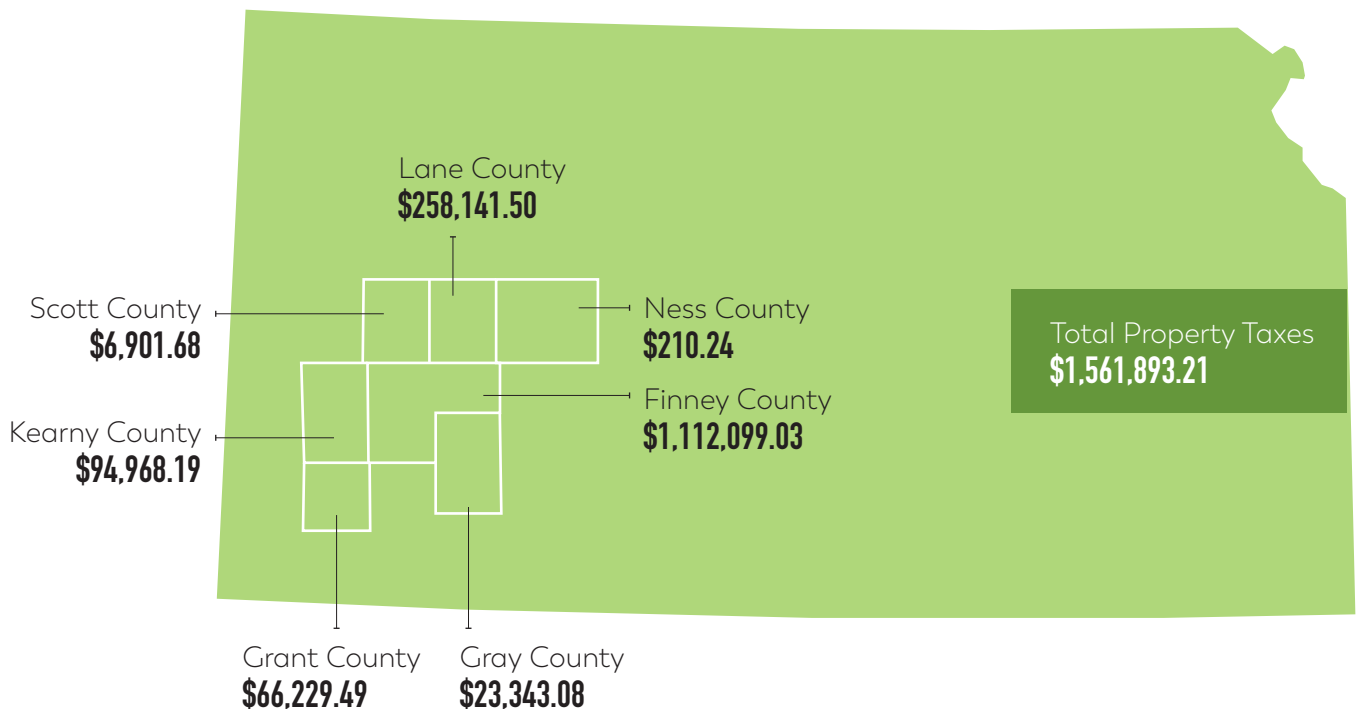 Lane County
$258,141.50
Scott County
$6,901.68
Ness County
$210.24
Total Property Taxes
$1,561,893.21
Finney County
$1,112,099.03
Kearny County
$94,968.19
Grant County
$66,229.49
Gray County
$23,343.08